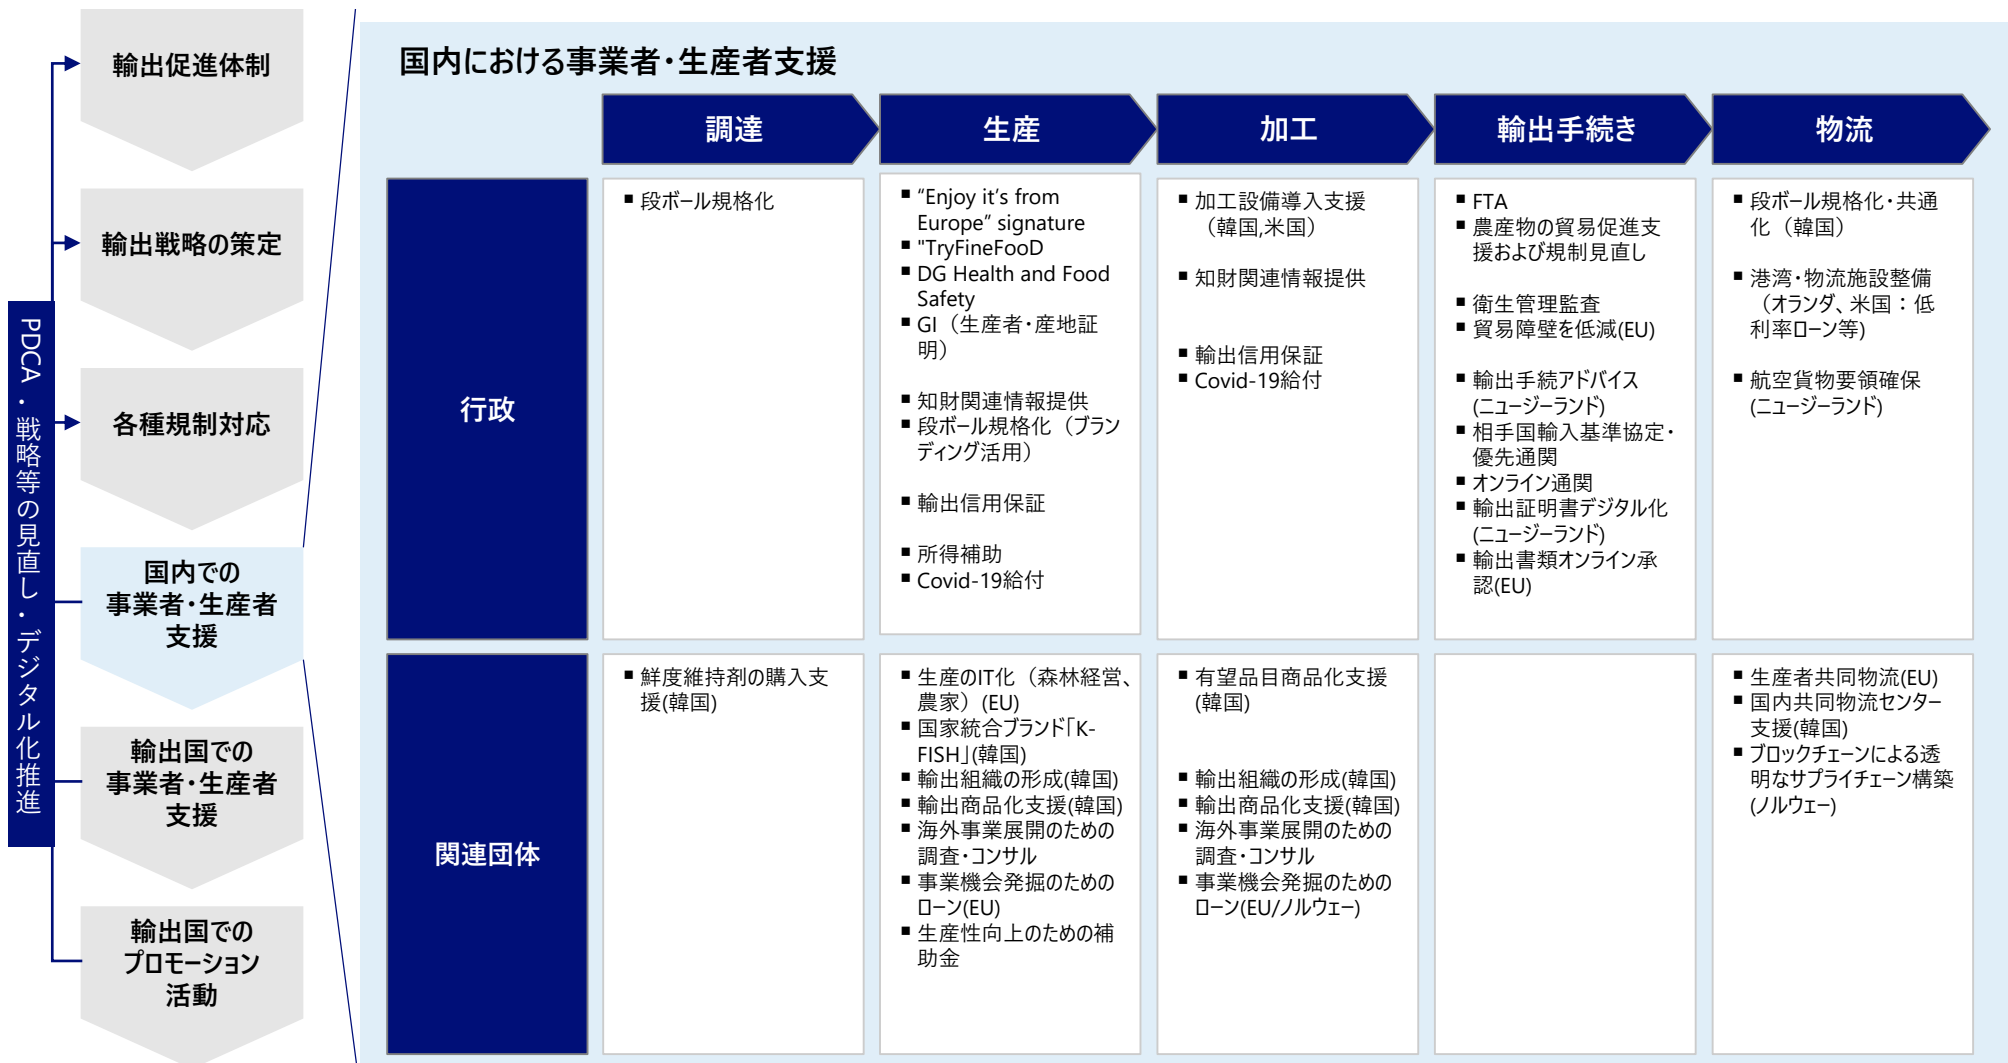 PDCA・戦略等の見直し・デジタル化推進
輸出促進体制
輸出戦略の策定
各種規制対応
国内での
事業者・生産者
支援
輸出国での
事業者・生産者
支援
輸出国での
プロモーション
活動
国内における事業者・生産者支援
調達
生産
加工
輸出手続き
物流
行政
■ 段ボール規格化
■ “Enjoy it’s from
Europe” signature
■ "TryFineFooD
■ DG Health and Food
Safety
■ GI（生産者・産地証
明）
■ 知財関連情報提供
■ 段ボール規格化（ブラン
ディング活用）
■ 輸出信用保証
■ 所得補助
■ Covid-19給付
■ 加工設備導入支援
（韓国,米国）
■ 知財関連情報提供
■ 輸出信用保証
■ Covid-19給付
■ FTA
■ 農産物の貿易促進支
援および規制見直し
■ 衛生管理監査
■ 貿易障壁を低減(EU)
■ 輸出手続アドバイス
(ニュージーランド)
■ 相手国輸入基準協定・
優先通関
■ オンライン通関
■ 輸出証明書デジタル化
(ニュージーランド)
■ 輸出書類オンライン承
認(EU)
■ 段ボール規格化・共通
化（韓国）
■ 港湾・物流施設整備
（オランダ、米国：低
利率ローン等)
■ 航空貨物要領確保
(ニュージーランド)
関連団体
■ 鮮度維持剤の購入支
援(韓国)
■ 生産のIT化（森林経営、
農家）(EU)
■ 国家統合ブランド「K-
FISH」(韓国)
■ 輸出組織の形成(韓国)
■ 輸出商品化支援(韓国)
■ 海外事業展開のための
調査・コンサル
■ 事業機会発掘のための
ローン(EU)
■ 生産性向上のための補
助金
■ 有望品目商品化支援
(韓国)
■ 輸出組織の形成(韓国)
■ 輸出商品化支援(韓国)
■ 海外事業展開のための
調査・コンサル
■ 事業機会発掘のための
ローン(EU/ノルウェー)
■ 生産者共同物流(EU)
■ 国内共同物流センター
支援(韓国)
■ ブロックチェーンによる透
明なサプライチェーン構築
(ノルウェー)